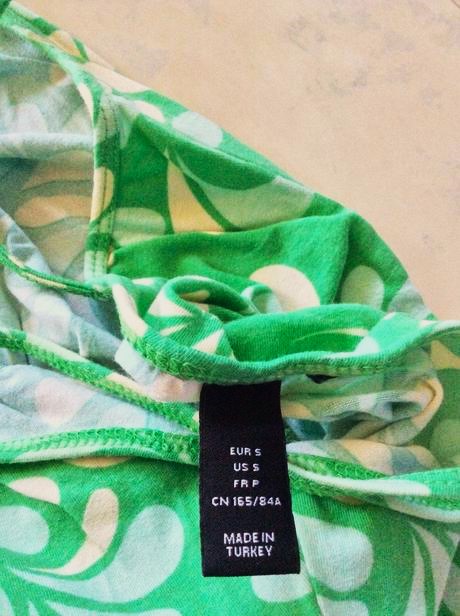 EUR S
US S
FR P
CN 165/84A
MADE IN
TURKEY